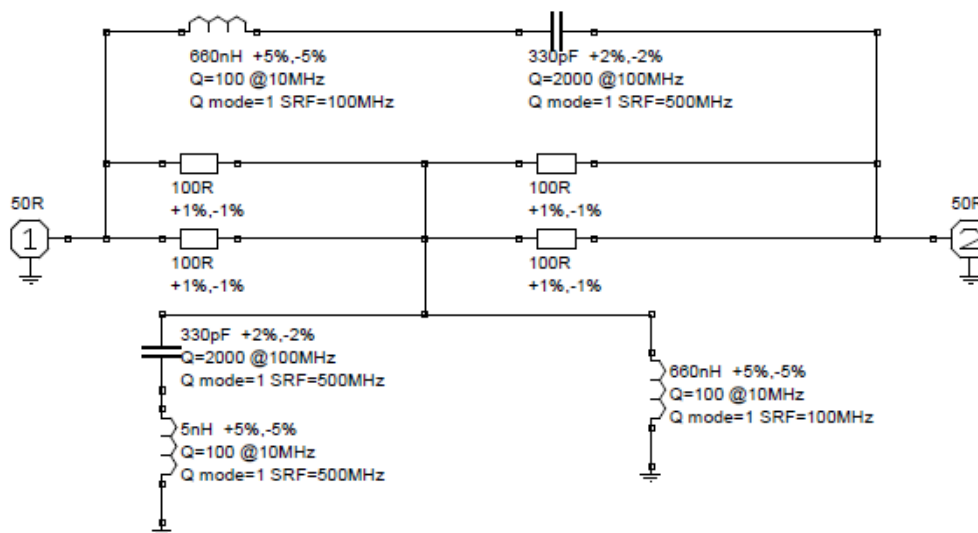 660nH +5%,-5%
Q=100 @10MHz
Q mode=1 SRF=100MHz
330pF +2%,-2%
Q=2000 @100MHz
Q mode=1 SRF=500MHz
100R
+1%,-1%
100R
+1%,-1%
50R
1
50R
2
100R
+1%,-1%
100R
+1%,-1%
330pF +2%,-2%
Q=2000 @100MHz
Q mode=1 SRF=500MHz
660nH +5%,-5%
Q=100 @10MHz
Q mode=1 SRF=100MHz
5nH +5%,-5%
Q=100 @10MHz
Q mode=1 SRF=500MHz